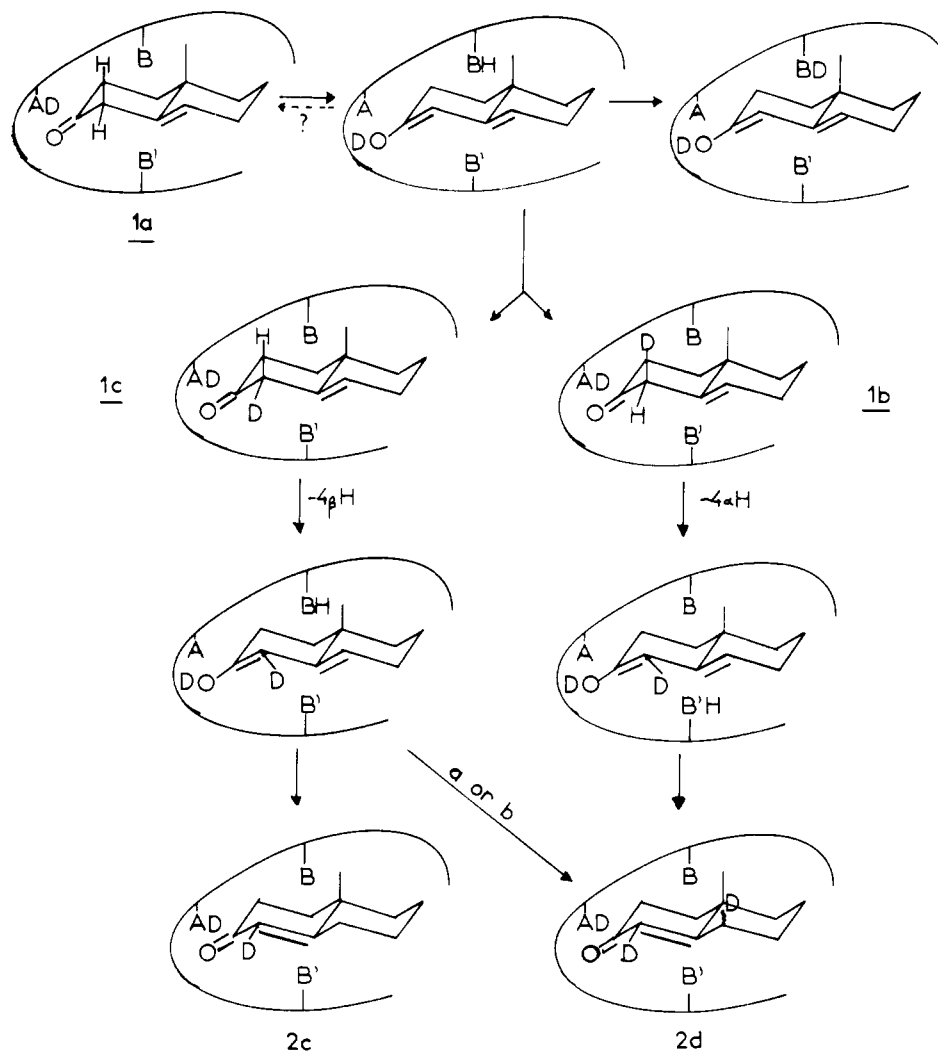 H B
AD
O H
B'
1a
?
BH
A
DO
B'
BD
A
DO
B'
B
H
AD
1c
O D
B'
B
D
AD
1b
O H
B'
-4βH
-4αH
BH
A
DO D
B'
B
A
DO D
B'H
a or b
B
AD
O D
B'
2c
B
D
AD
O D
B'
2d